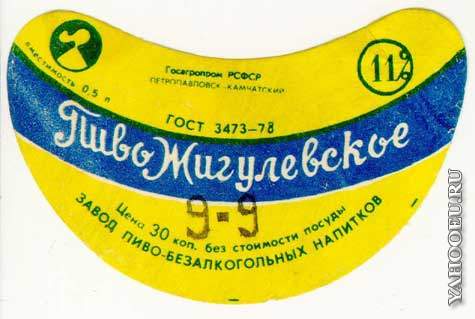 Госагропром РСФСР
ПЕТРОПАВЛОВСК-КАМЧАТСКИЙ
вместимость 0,5 л
11%
ГОСТ 3473-78
Пиво Жигулевское
9-9
Цена 30 коп. без стоимости посуды
ЗАВОД ПИВО-БЕЗАЛКОГОЛЬНЫХ НАПИТКОВ
YAHOOEU.RU